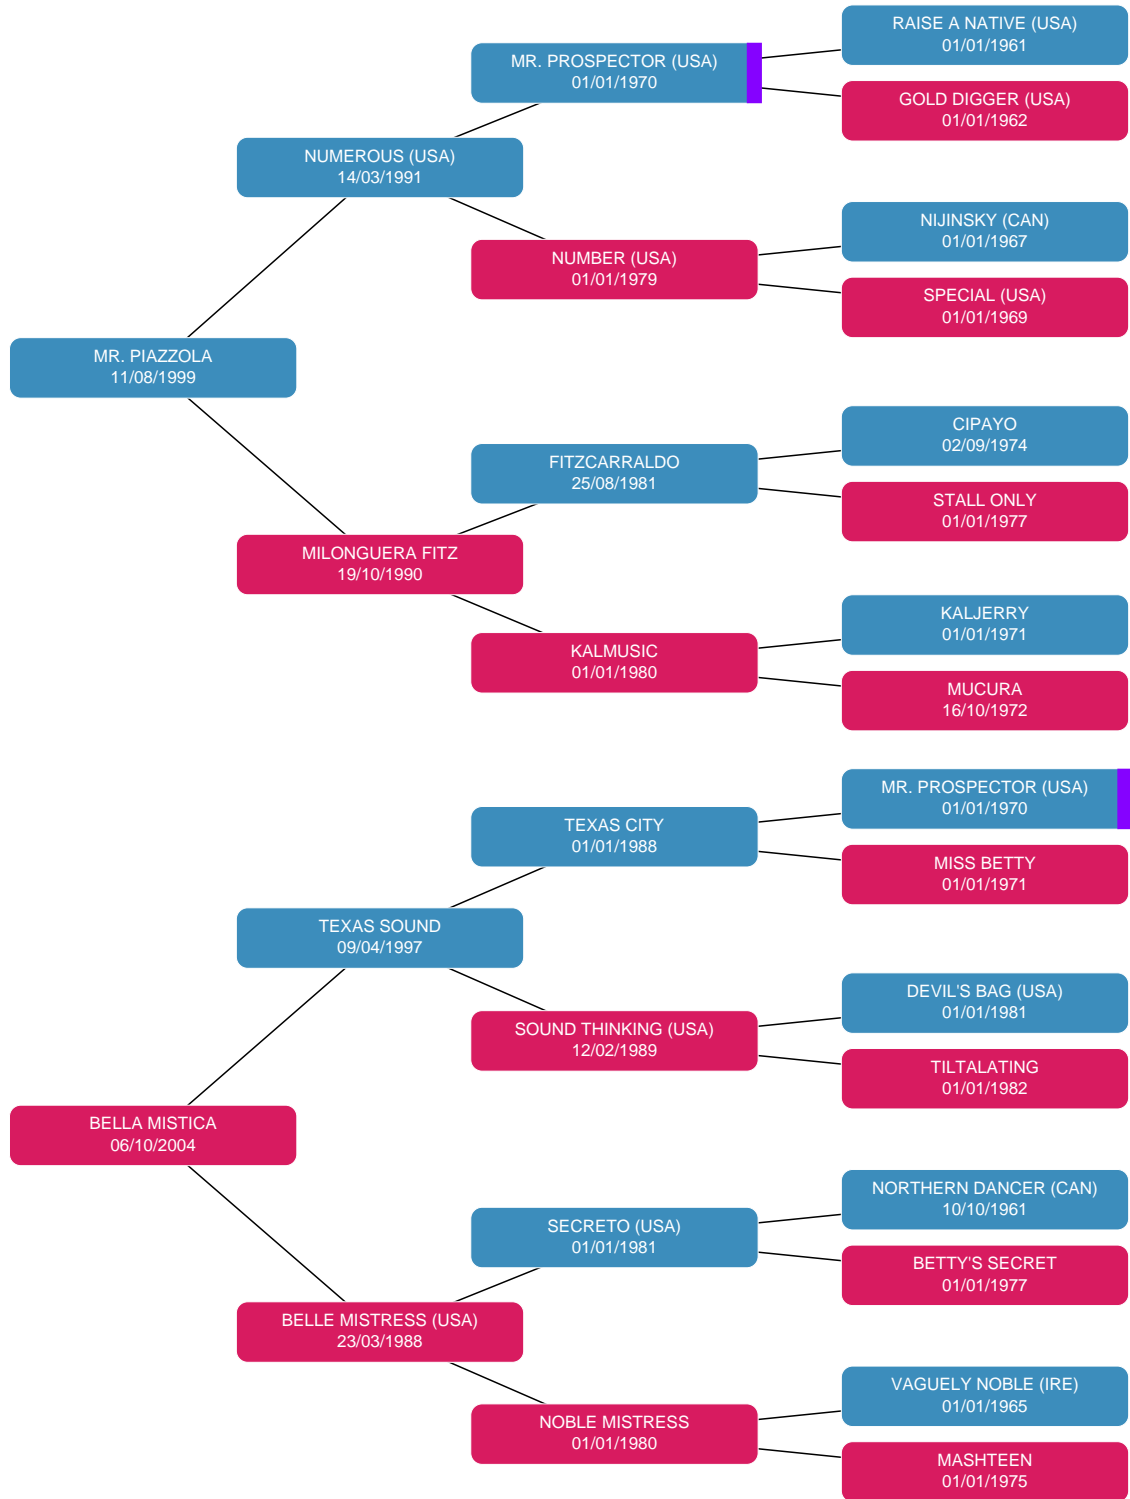 RAISE A NATIVE (USA)
01/01/1961
MR. PROSPECTOR (USA)
01/01/1970
GOLD DIGGER (USA)
01/01/1962
NUMEROUS (USA)
14/03/1991
NIJINSKY (CAN)
01/01/1967
NUMBER (USA)
01/01/1979
SPECIAL (USA)
01/01/1969
MR. PIAZZOLA
11/08/1999
CIPAYO
02/09/1974
FITZCARRALDO
25/08/1981
STALL ONLY
01/01/1977
MILONGUERA FITZ
19/10/1990
KALJERRY
01/01/1971
KALMUSIC
01/01/1980
MUCURA
16/10/1972
MR. PROSPECTOR (USA)
01/01/1970
TEXAS CITY
01/01/1988
MISS BETTY
01/01/1971
TEXAS SOUND
09/04/1997
DEVIL'S BAG (USA)
01/01/1981
SOUND THINKING (USA)
12/02/1989
TILTALATING
01/01/1982
BELLA MISTICA
06/10/2004
NORTHERN DANCER (CAN)
10/10/1961
SECRETO (USA)
01/01/1981
BETTY'S SECRET
01/01/1977
BELLE MISTRESS (USA)
23/03/1988
VAGUELY NOBLE (IRE)
01/01/1965
NOBLE MISTRESS
01/01/1980
MASHTEEN
01/01/1975